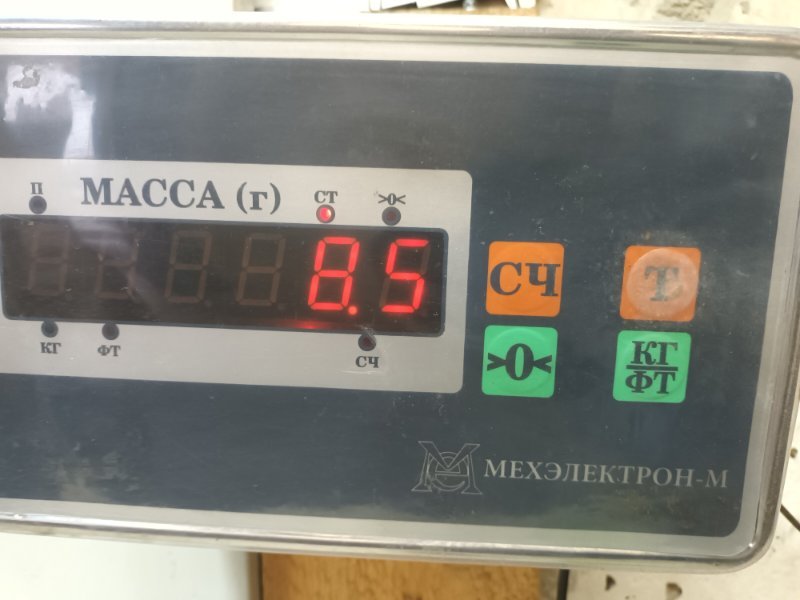 П
МАССА (г)
СТ
>0<
8.5
КГ
ФТ
СЧ
СЧ
Т
>0<
КГ
ФТ
МЕХЭЛЕКТРОН-М